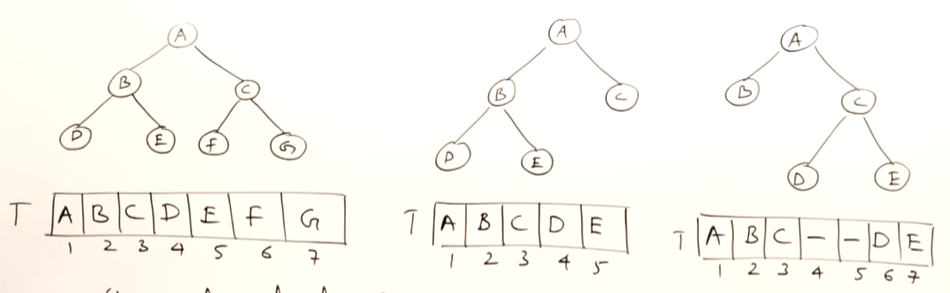 A
B C
D E F G
T A B C D E F G
1 2 3 4 5 6 7
A
B C
D E
T A B C D E
1 2 3 4 5
A
B
C
D E
T A B C – – D E
1 2 3 4 5 6 7